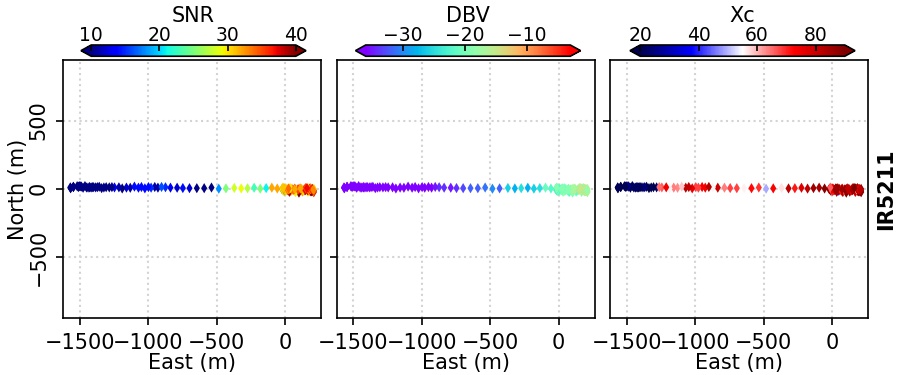 SNR DBV Xc
10 20 30 40 −30 −20 −10 20 40 60 80
500
0
−500
North (m)
−1500 −1000 −500 0 −1500 −1000 −500 0 −1500 −1000 −500 0
East (m) East (m) East (m)
IR5211